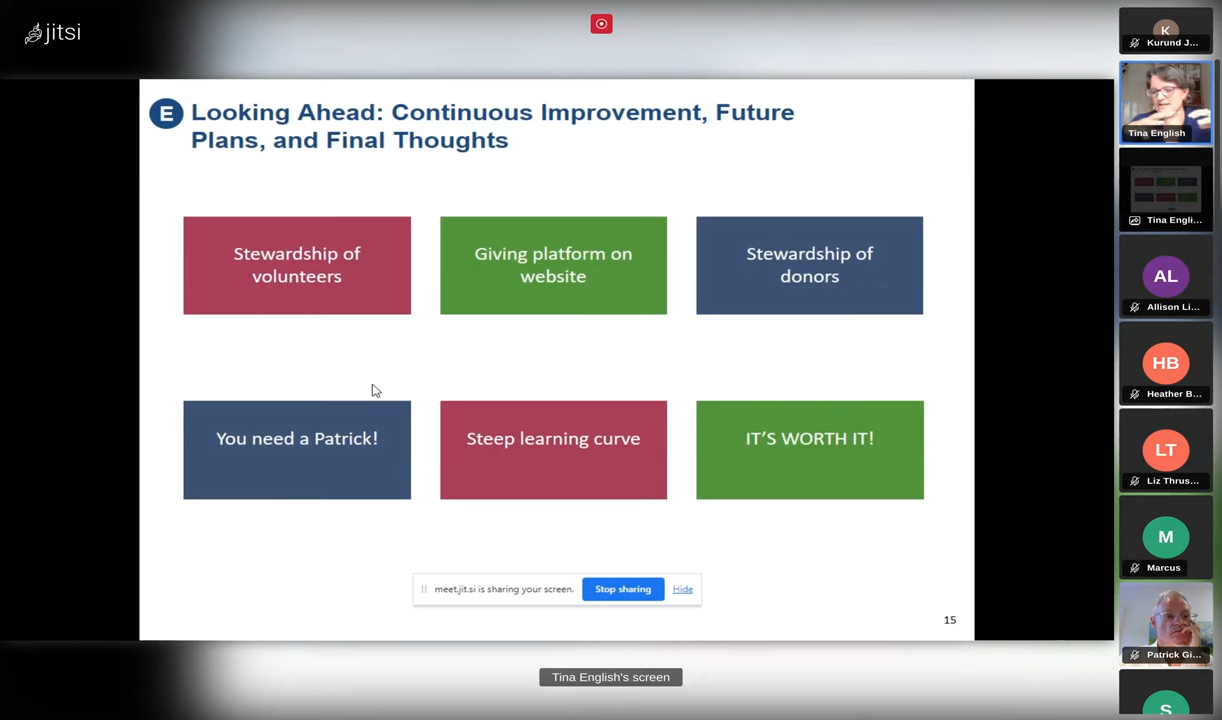 jitsi
E Looking Ahead: Continuous Improvement, Future
Plans, and Final Thoughts
Stewardship of
volunteers
Giving platform on
website
Stewardship of
donors
You need a Patrick!
Steep learning curve
IT'S WORTH IT!
meet.jit.si is sharing your screen.
Stop sharing
Hide
15
Tina English's screen
K
Kurund J...
Tina English
Tina Engli...
AL
Allison Li...
HB
Heather B...
LT
Liz Thrus...
M
Marcus
Patrick Gi...
S